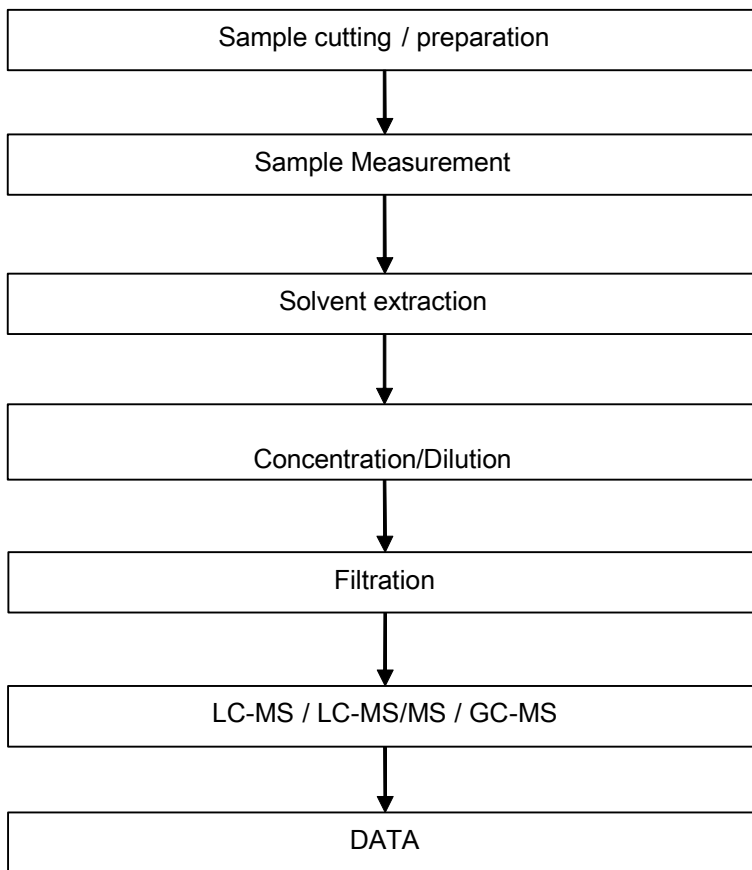 Sample cutting / preparation
Sample Measurement
Solvent extraction
Concentration/Dilution
Filtration
LC-MS / LC-MS/MS / GC-MS
DATA